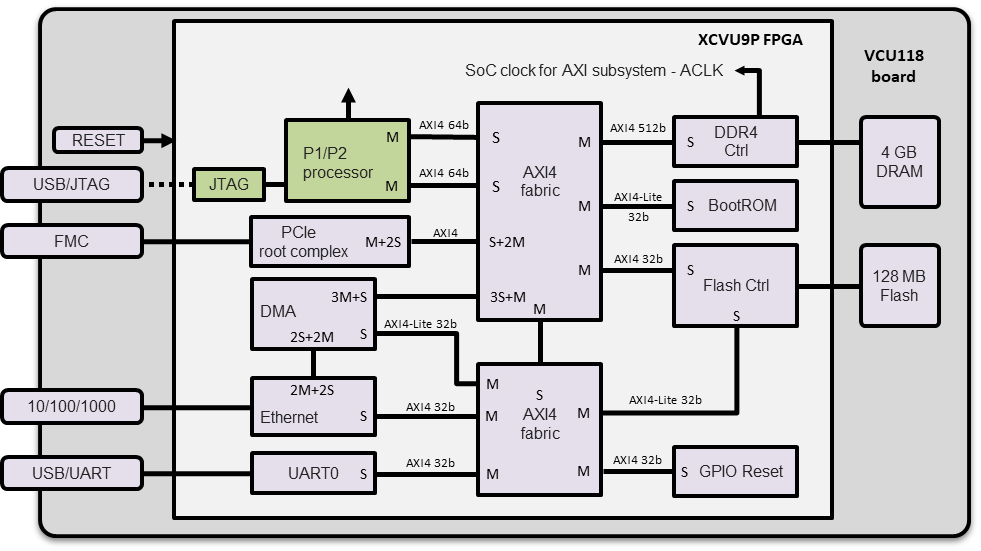 XCVU9P FPGA
VCU118
board
SoC clock for AXI subsystem - ACLK
RESET
USB/JTAG
JTAG
P1/P2
processor
M
M
AXI4 64b
AXI4 64b
S
S
AXI4
fabric
S+2M
3S+M
M
M
M
M
AXI4 512b
S
DDR4
Ctrl
4 GB
DRAM
AXI4-Lite
32b
S
BootROM
AXI4 32b
S
Flash Ctrl
S
128 MB
Flash
FMC
PCIe
root complex
M+2S
AXI4
DMA
3M+S
2S+2M
S
AXI4-Lite 32b
10/100/1000
2M+2S
Ethernet
S
AXI4 32b
USB/UART
UART0
S
AXI4 32b
M
M
M
S
AXI4
fabric
M
M
AXI4-Lite 32b
AXI4 32b
S
GPIO Reset